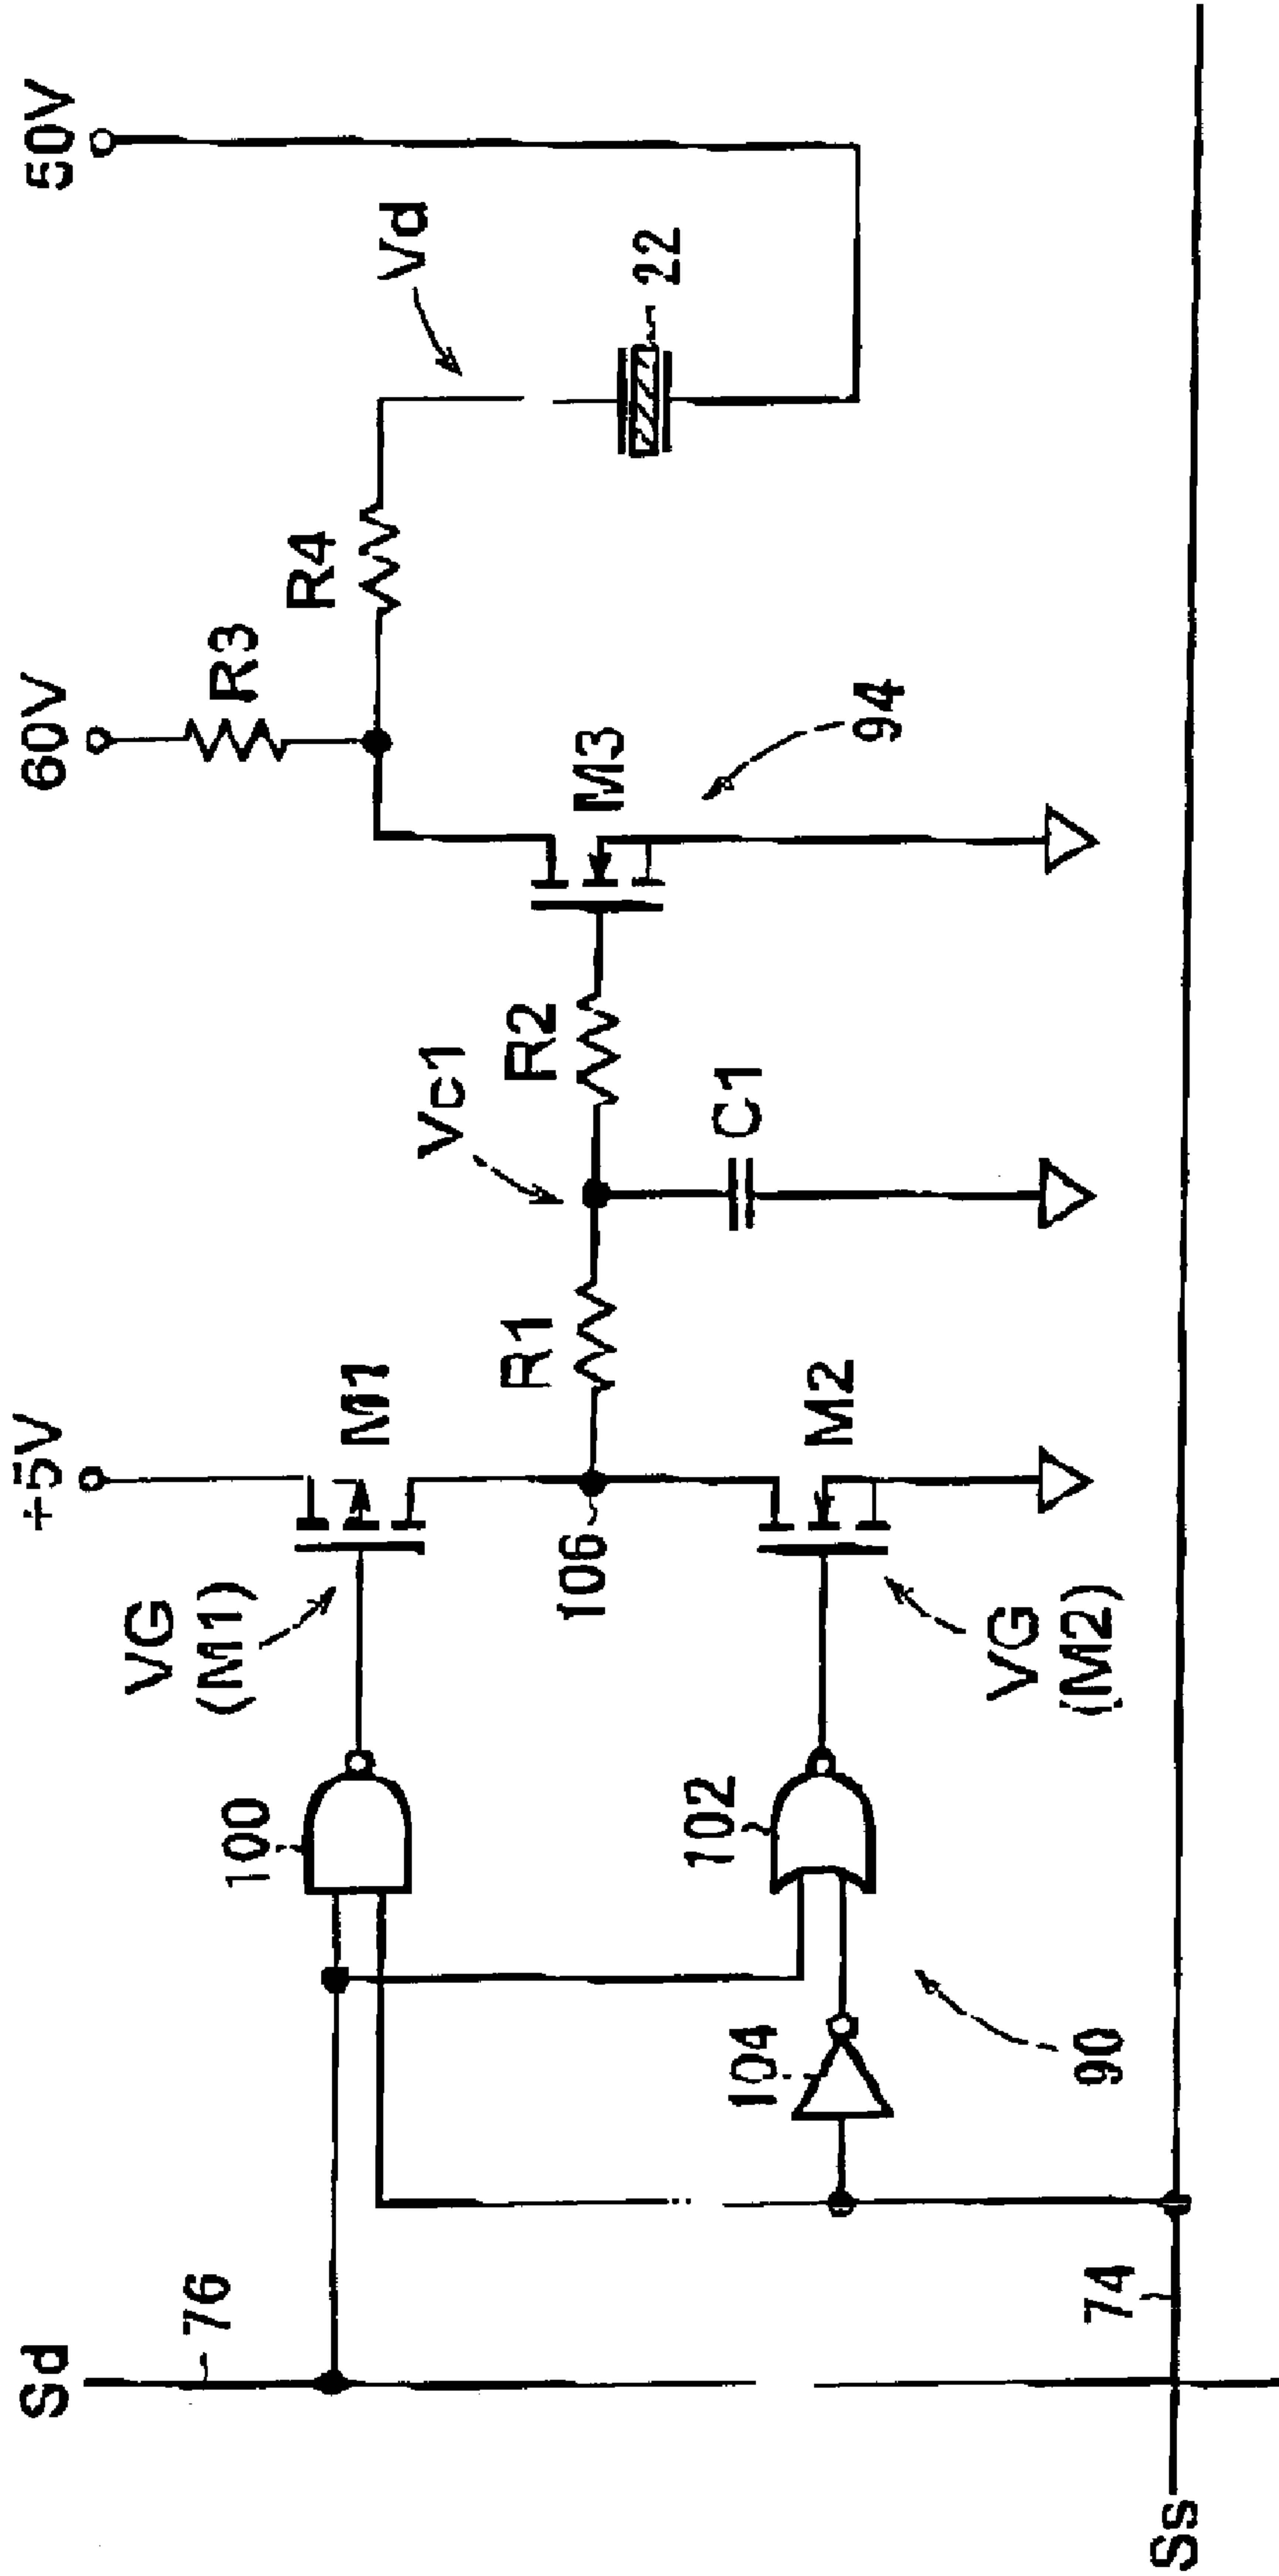 +5V
60V
50V
VG
(M1)
M1
R3
R4
Vd
Sd
76
100
106
R1
Vc1
R2
M3
22
C1
94
102
M2
104
VG
(M2)
90
74
Ss